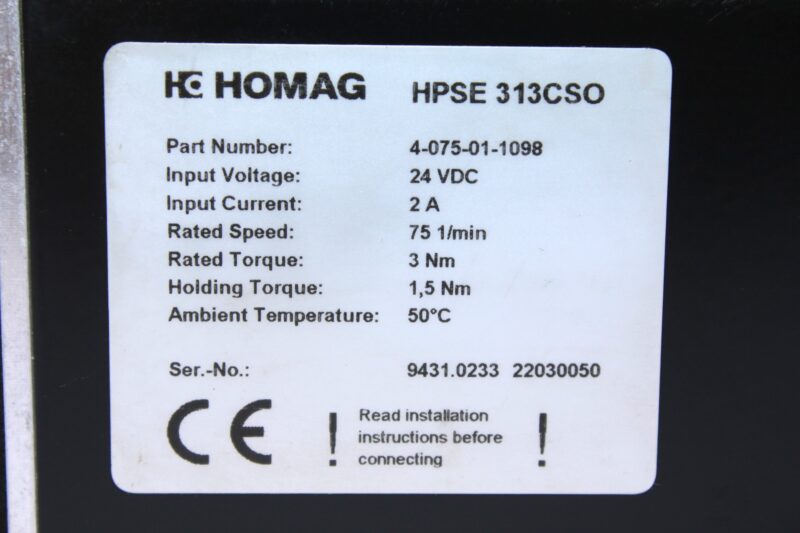 HC HOMAG HPSE 313CSO
Part Number: 4-075-01-1098
Input Voltage: 24 VDC
Input Current: 2 A
Rated Speed: 75 1/min
Rated Torque: 3 Nm
Holding Torque: 1,5 Nm
Ambient Temperature: 50°C
Ser.-No.: 9431.0233 22030050
CE ! Read installation !
instructions before
connecting